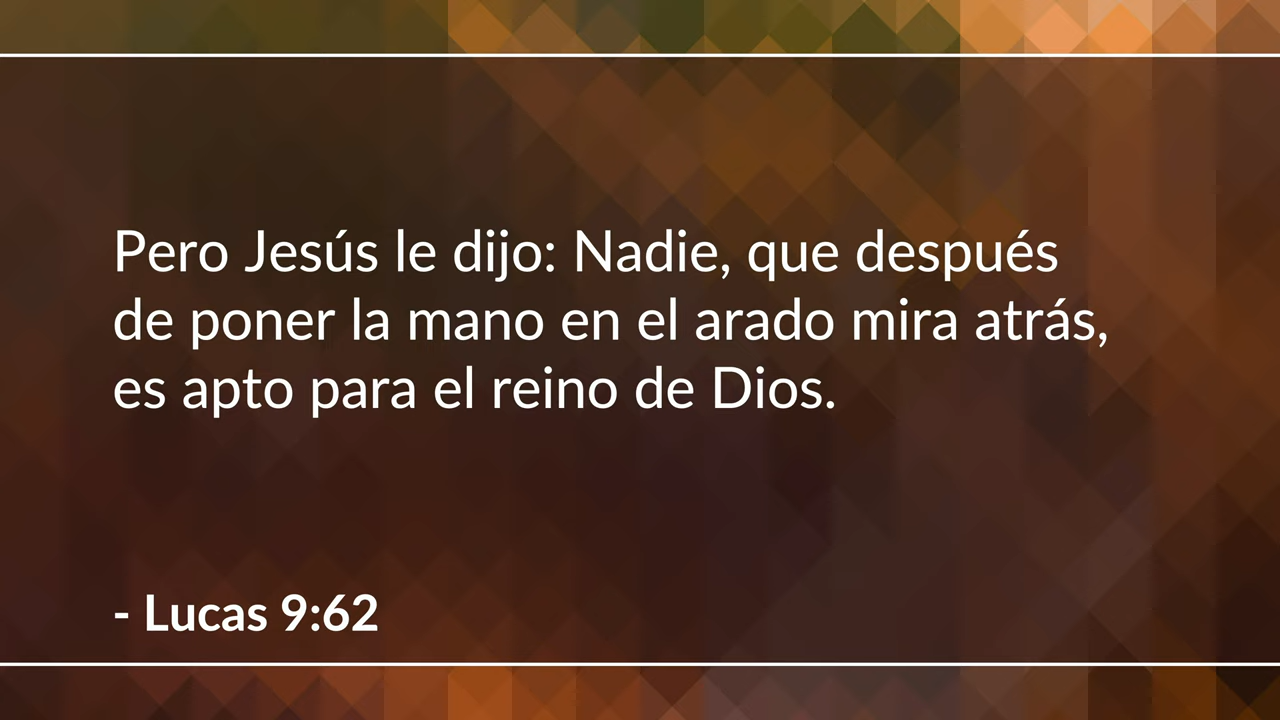 Pero Jesús le dijo: Nadie, que después
de poner la mano en el arado mira atrás,
es apto para el reino de Dios.
- Lucas 9:62